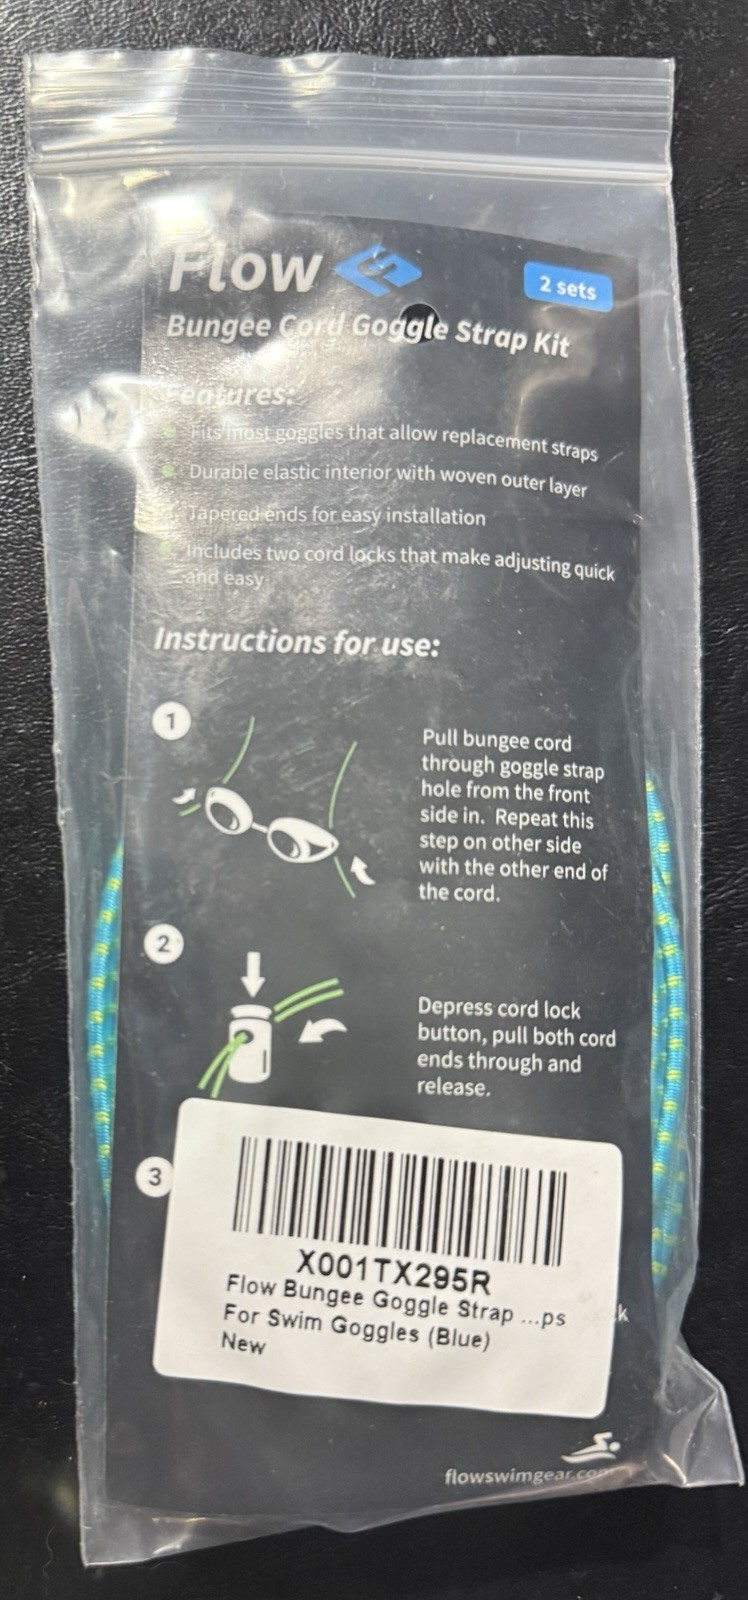 Flow
2 sets
Bungee Cord Goggle Strap Kit
Features:
Fits most goggles that allow replacement straps
Durable elastic interior with woven outer layer
Tapered ends for easy installation
Includes two cord locks that make adjusting quick
and easy
Instructions for use:
1
Pull bungee cord
through goggle strap
hole from the front
side in. Repeat this
step on other side
with the other end of
the cord.
2
Depress cord lock
button, pull both cord
ends through and
release.
3
X001TX295R
Flow Bungee Goggle Strap ...ps
For Swim Goggles (Blue)
New
flowswimgear.com